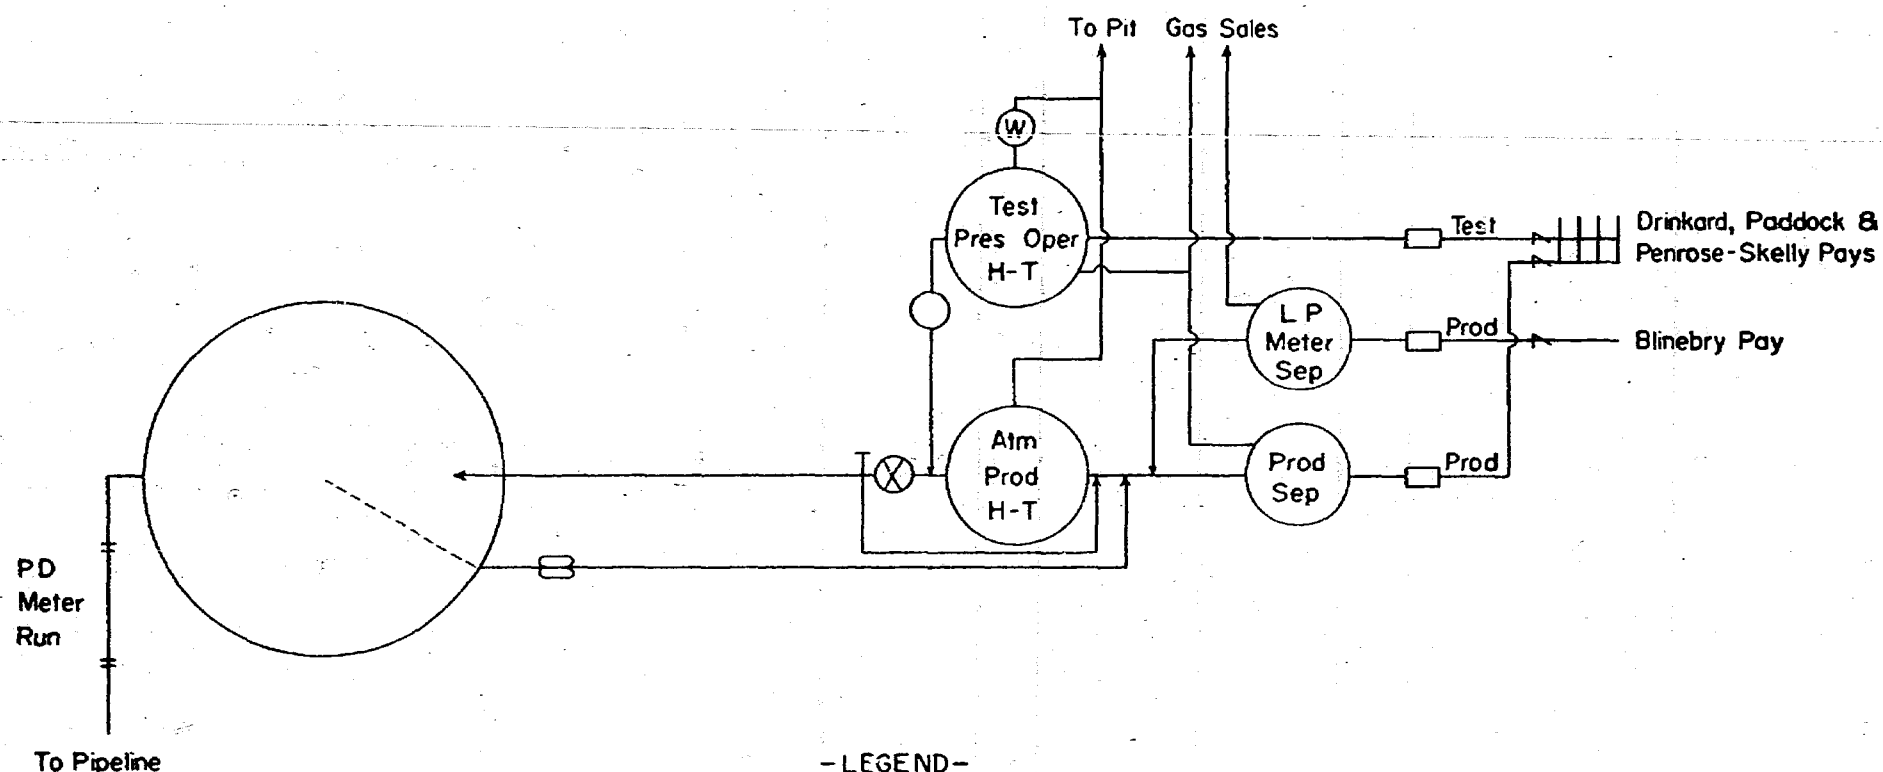 To Pit Gas Sales
W
Test
Pres Oper
H-T
Test
Drinkard, Paddock &
Penrose-Skelly Pays
L P
Meter
Sep
Prod
Blinebry Pay
Atm
Prod
H-T
X
Prod
Sep
Prod
PD
Meter
Run
To Pipeline
-LEGEND-